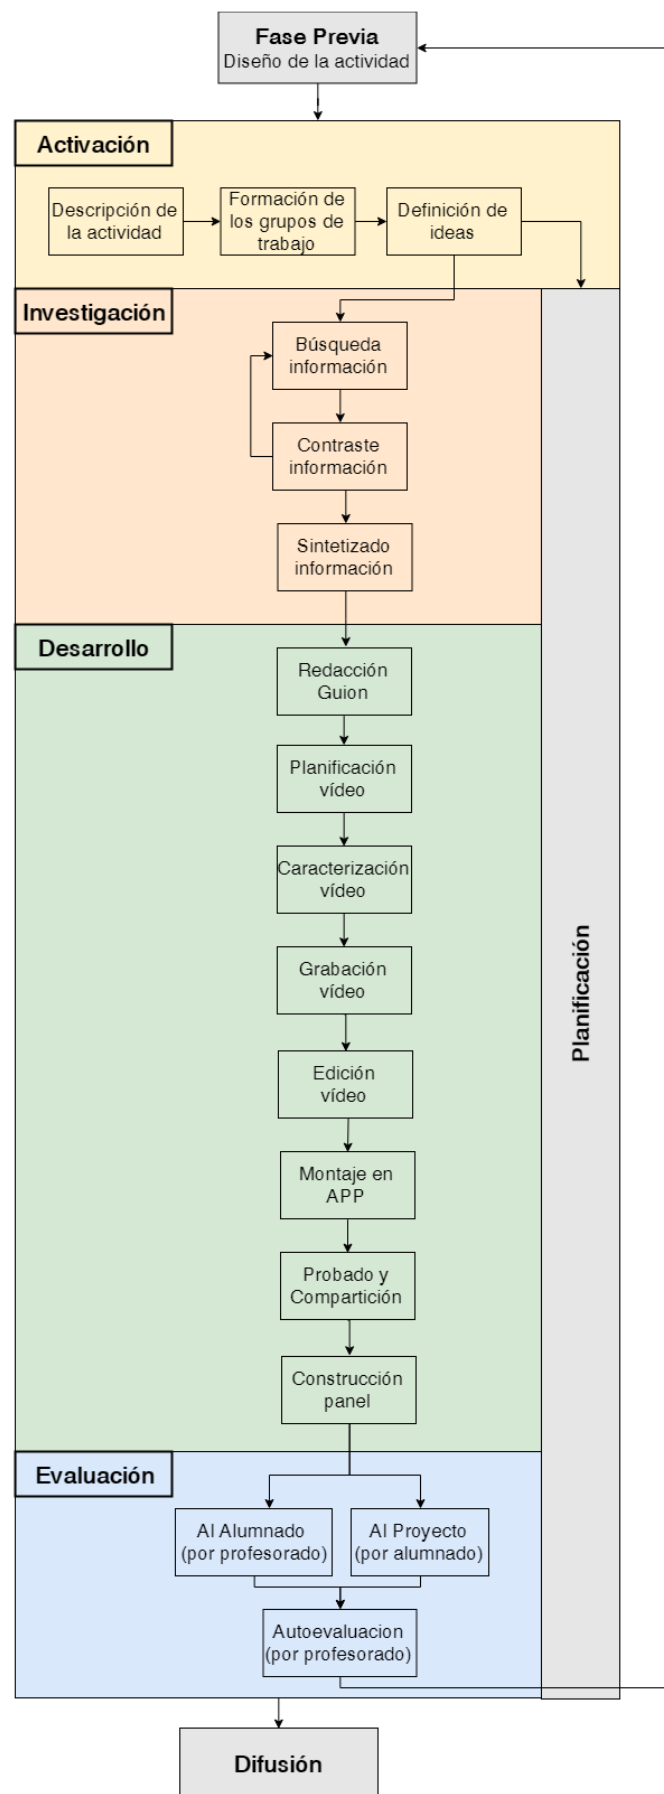 Fase Previa
Diseño de la actividad
Activación
Descripción de
la actividad
Formación de
los grupos de
trabajo
Definición de
ideas
Investigación
Búsqueda
información
Contraste
información
Sintetizado
información
Desarrollo
Redacción
Guion
Planificación
vídeo
Caracterización
vídeo
Grabación
vídeo
Edición
vídeo
Montaje en
APP
Probado y
Compartición
Construcción
panel
Planificación
Evaluación
Al Alumnado
(por profesorado)
Al Proyecto
(por alumnado)
Autoevaluacion
(por profesorado)
Difusión